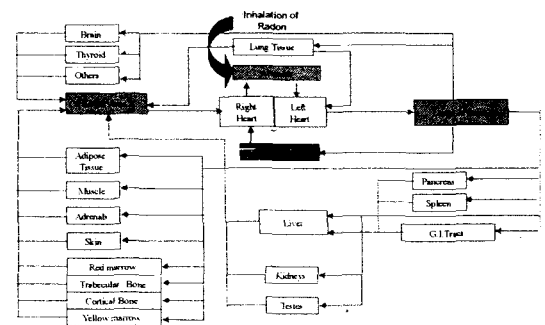 Inhalation of
Radon
Brain
Thyroid
Others
Lung Tissue
Right
Heart
Left
Heart
Adipose
Tissue
Muscle
Adrenab
Skin
Red marrow
Trabecular Bone
Cortical Bone
Yellow marrow
Pancreas
Spleen
Liver
G.I.Tract
Kidneys
Testes